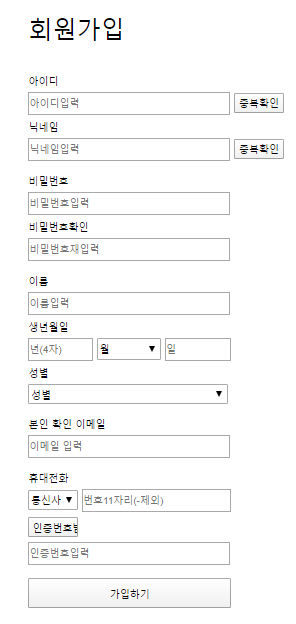 회원가입
아이디
아이디입력 중복확인
닉네임
닉네임입력 중복확인
비밀번호
비밀번호입력
비밀번호확인
비밀번호재입력
이름
이름입력
생년월일
년(4자) 월 일
성별
성별
본인 확인 이메일
이메일 입력
휴대전화
통신사 번호11자리(-제외)
인증번호
인증번호입력
가입하기